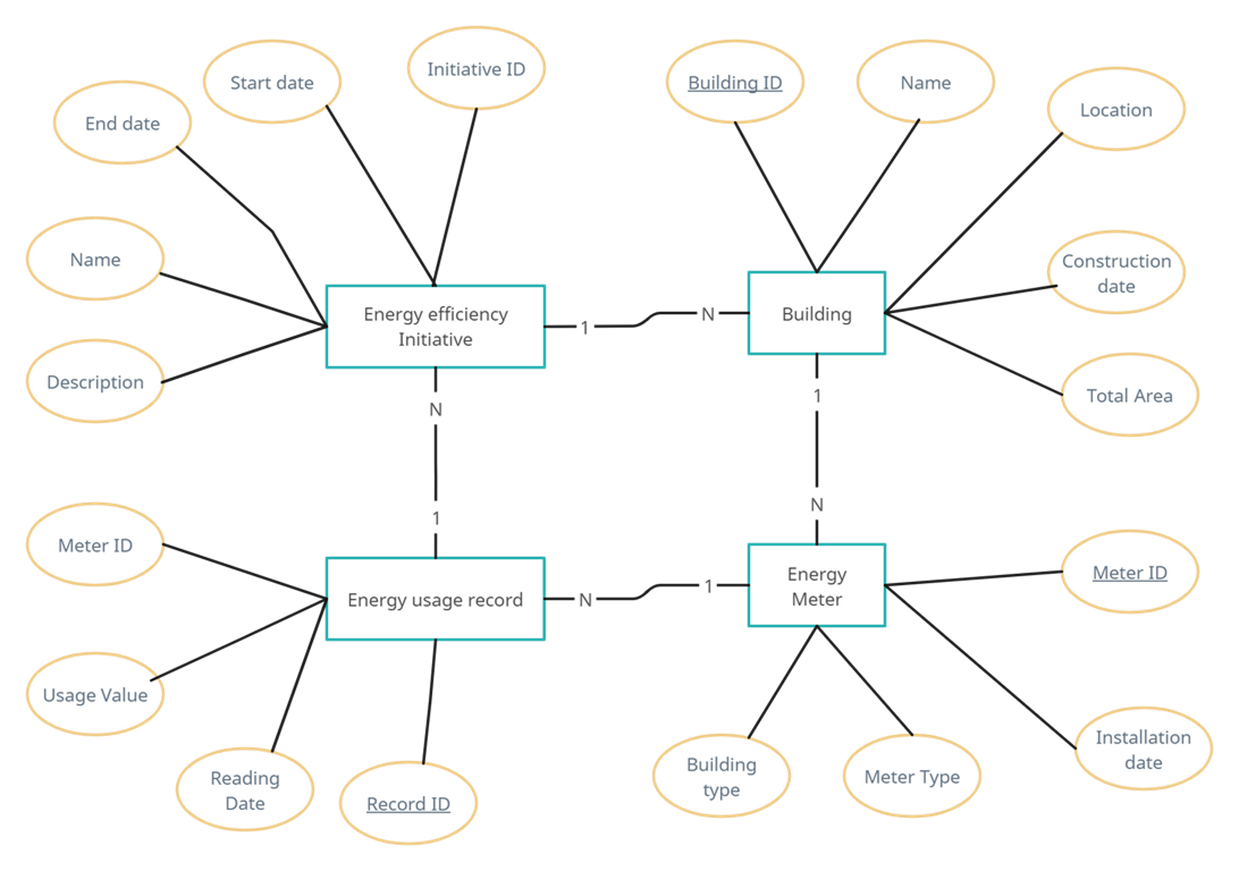 Initiative ID
Start date
End date
Name
Description
Energy efficiency
Initiative
1
N
Building ID
Name
Location
Construction
date
Total Area
Building
N
1
1
N
Meter ID
Usage Value
Reading
Date
Record ID
Energy usage record
N
1
Energy
Meter
Meter ID
Installation
date
Building
type
Meter Type